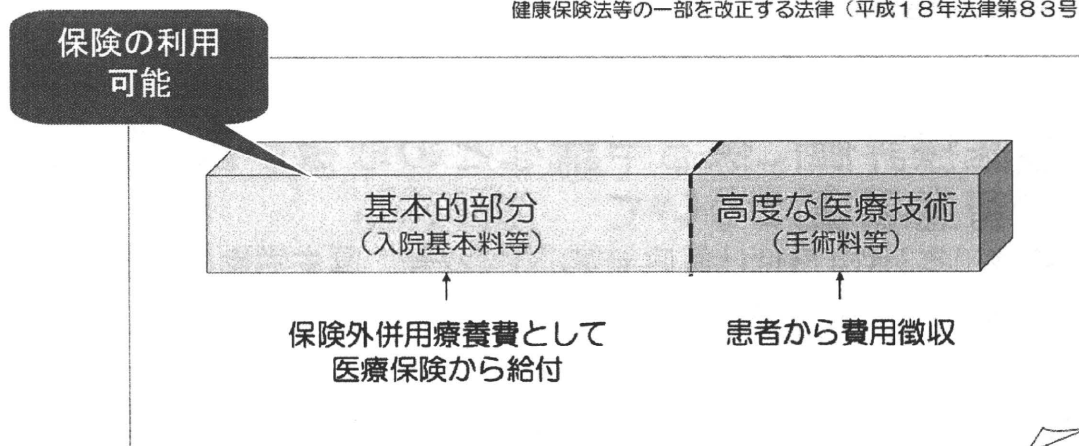 健康保険法等の一部を改正する法律（平成１８年法律第８３号
保険の利用
可能
基本的部分
（入院基本料等）
高度な医療技術
（手術料等）
保険外併用療養費として
医療保険から給付
患者から費用徴収